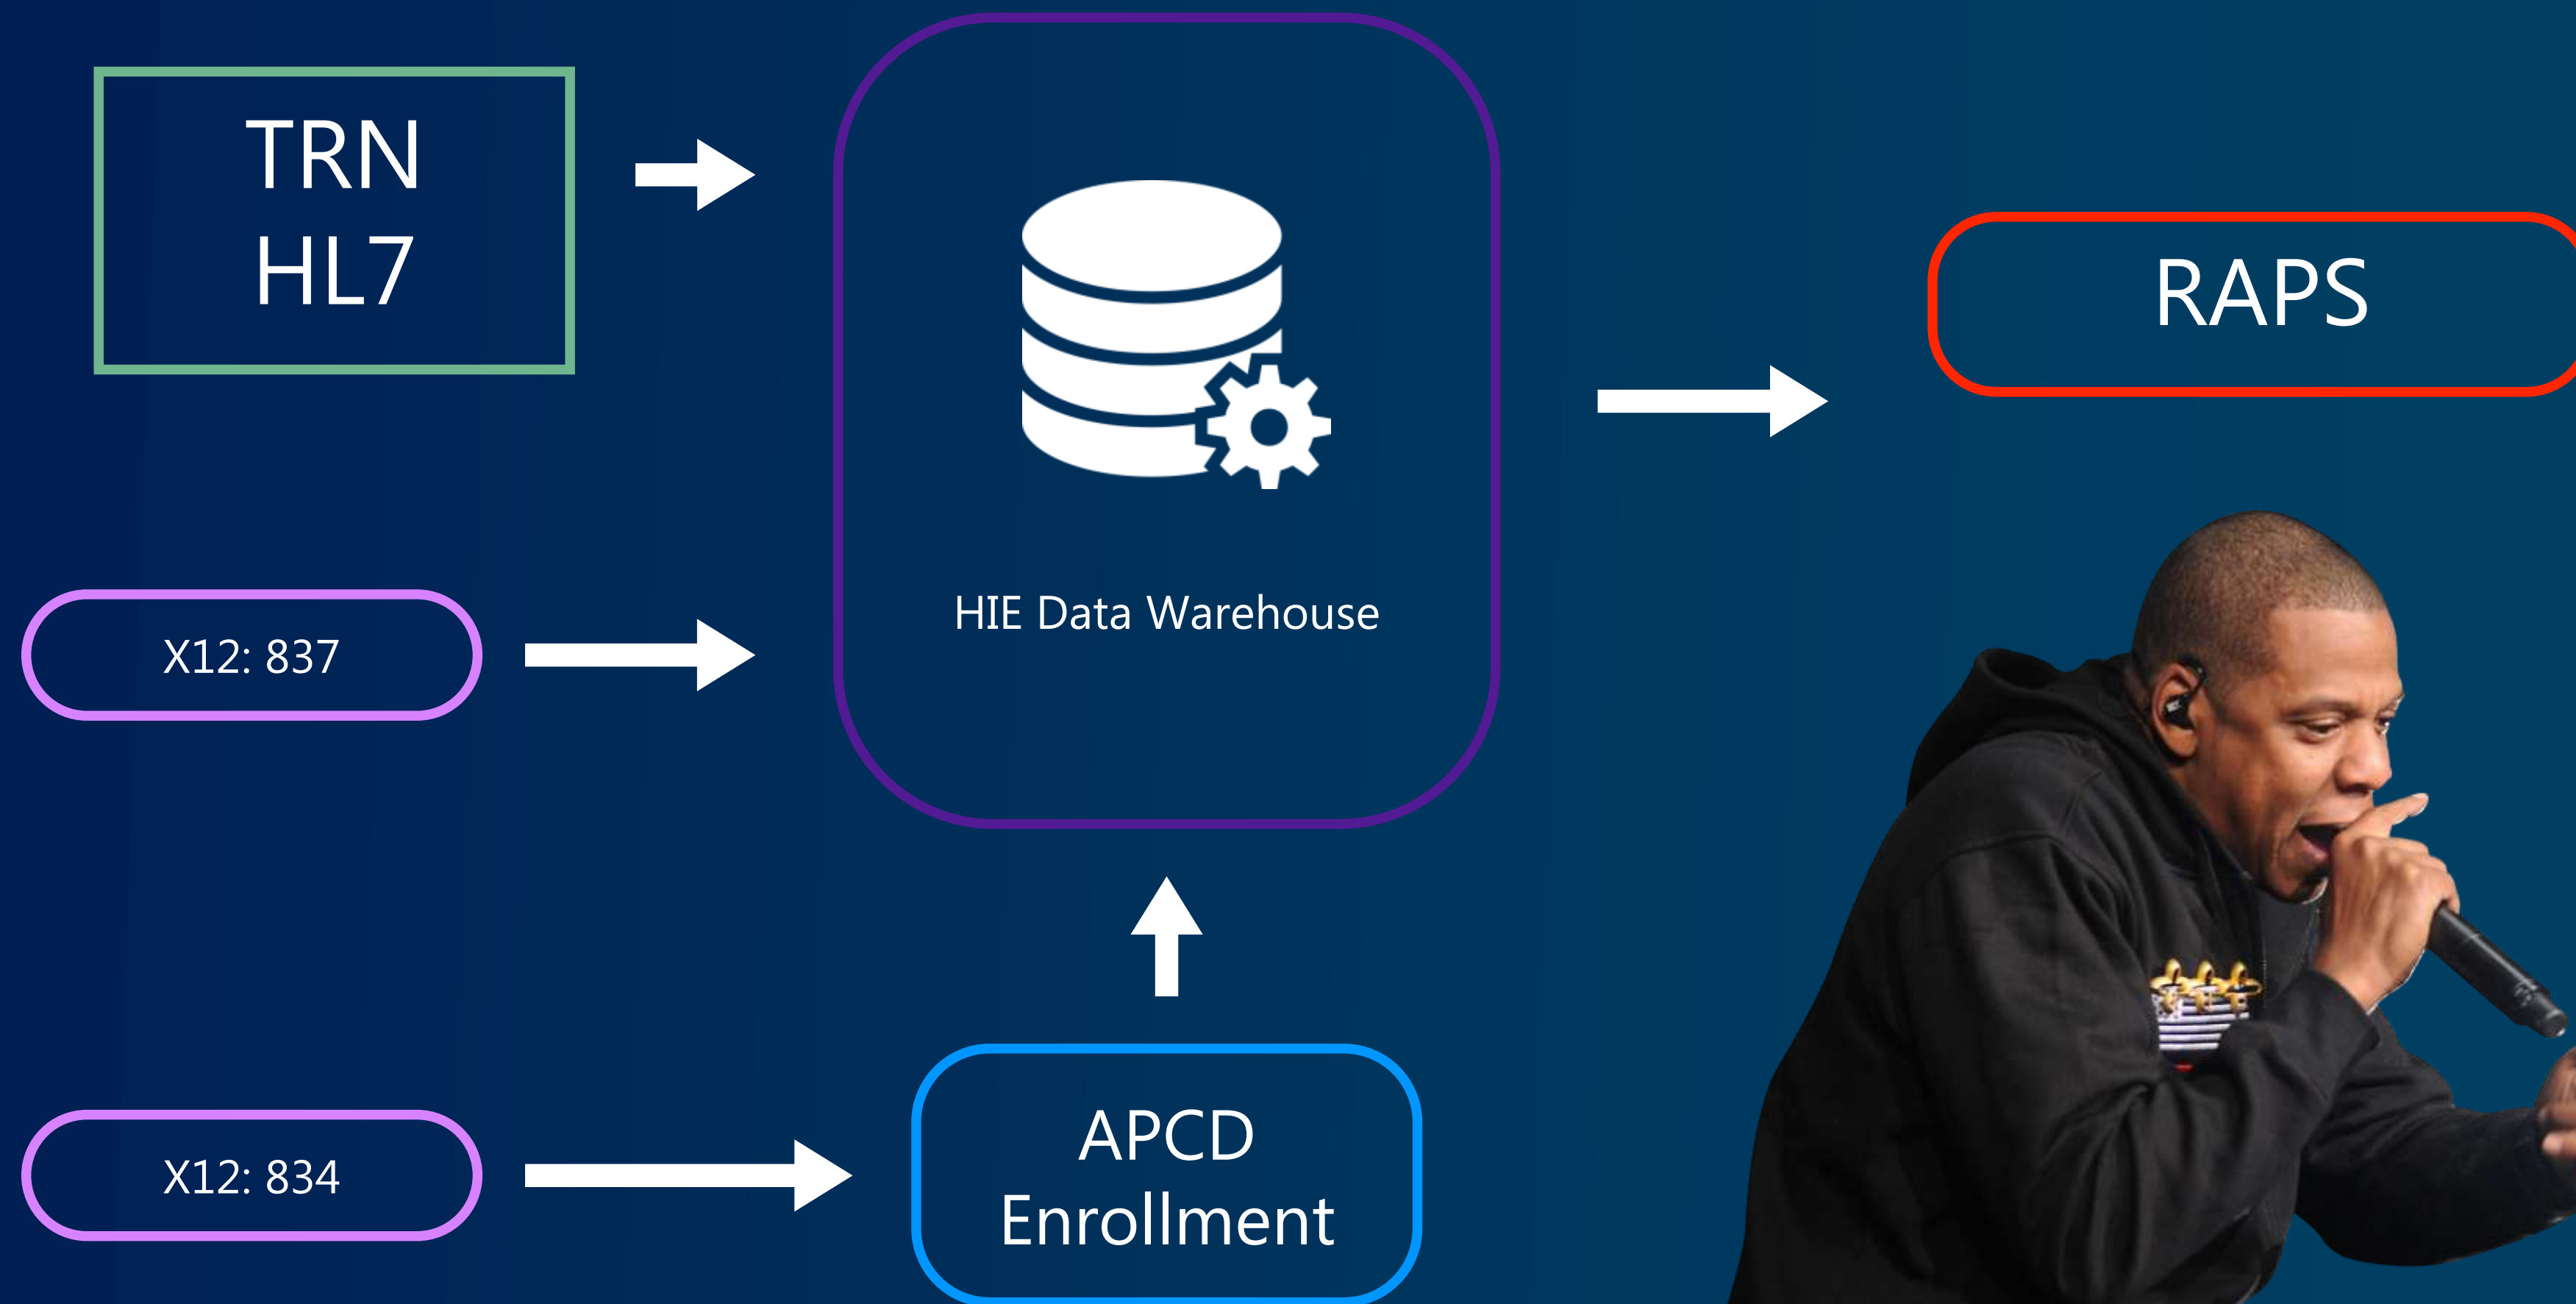 TRN
HL7
X12: 837
X12: 834
HIE Data Warehouse
APCD
Enrollment
RAPS